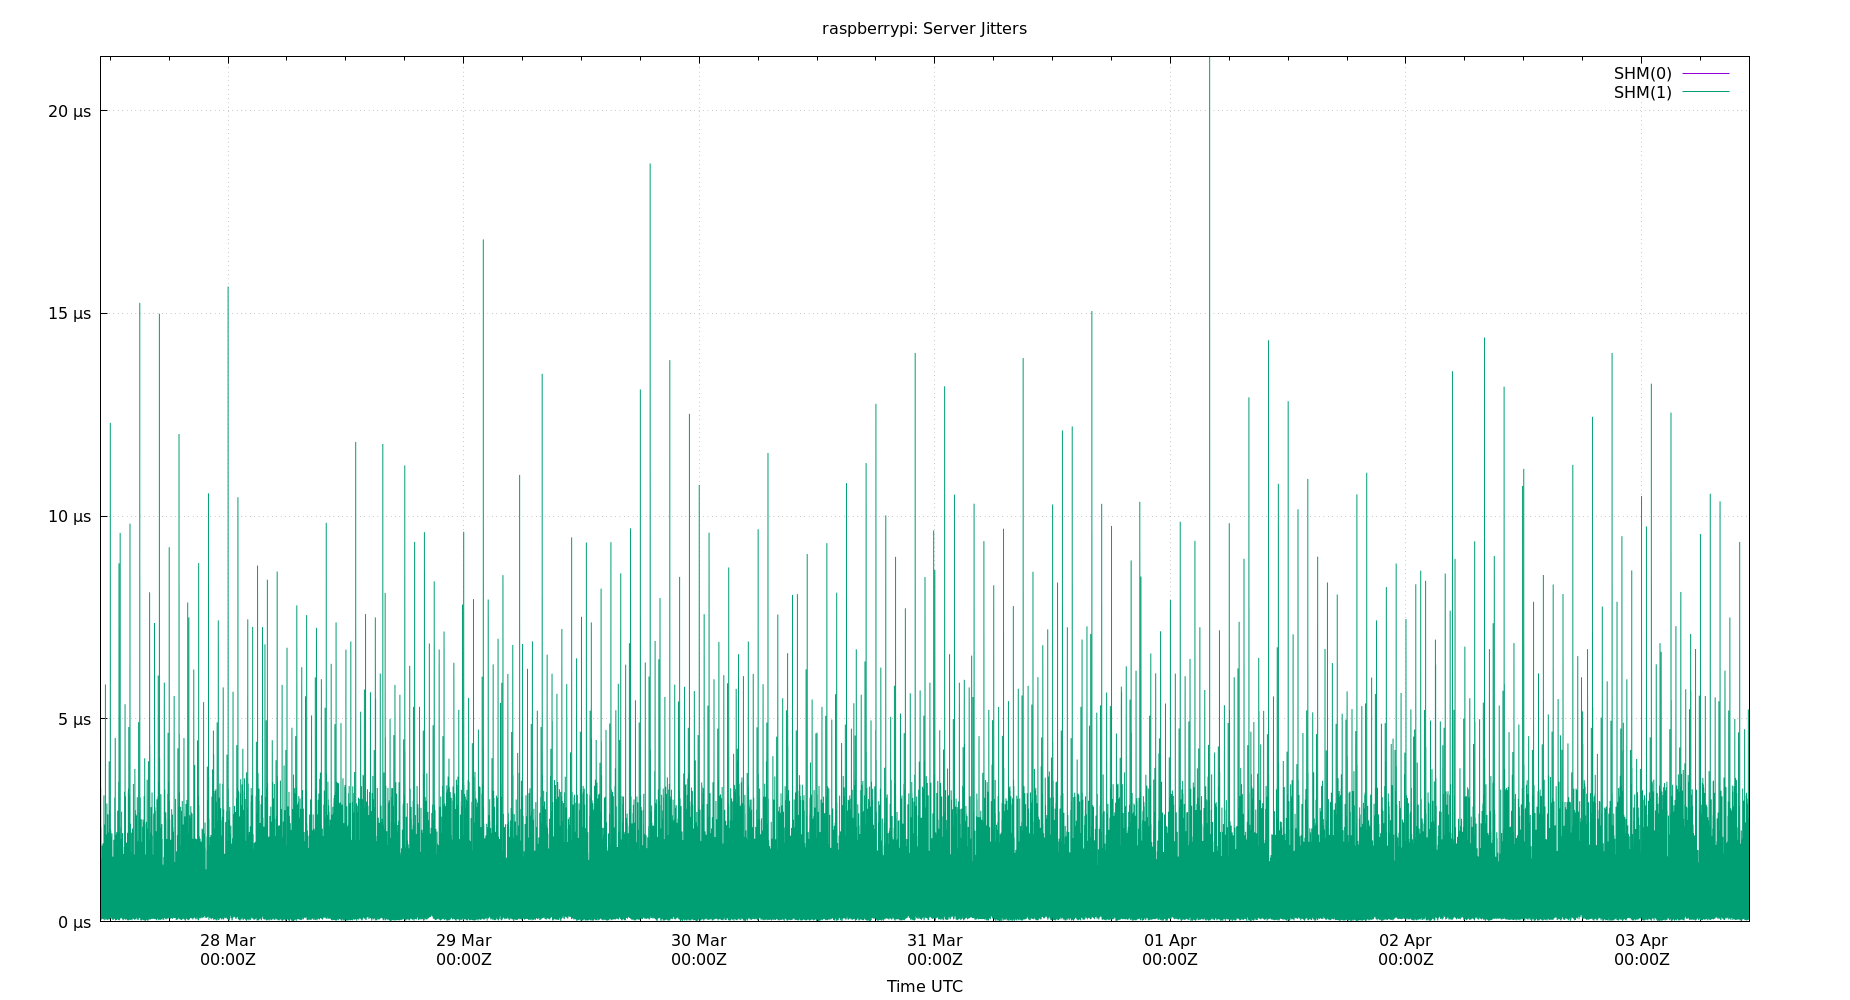 raspberrypi: Server Jitters
SHM(0)
SHM(1)
20 µs
15 µs
10 µs
5 µs
0 µs
28 Mar 29 Mar 30 Mar 31 Mar 01 Apr 02 Apr 03 Apr
00:00Z 00:00Z 00:00Z 00:00Z 00:00Z 00:00Z 00:00Z
Time UTC